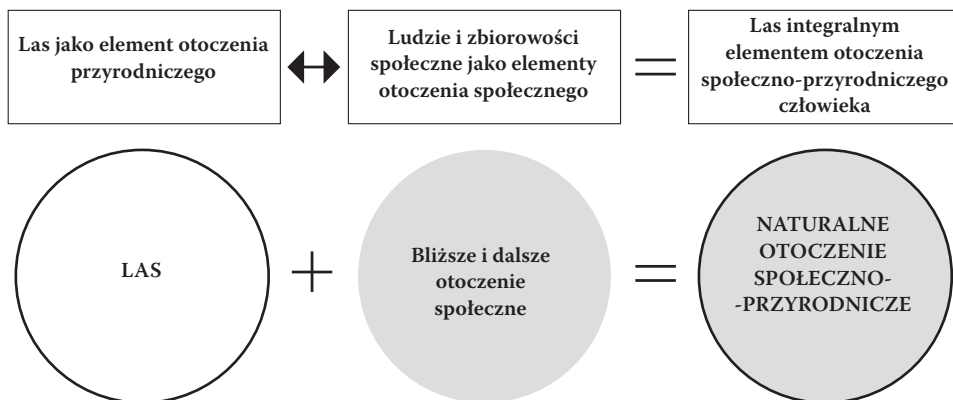 Las jako element otoczenia
przyrodniczego
Ludzie i zbiorowości
społeczne jako elementy
otoczenia społecznego
Las integralnym
elementem otoczenia
społeczno-przyrodniczego
człowieka
LAS
Bliższe i dalsze
otoczenie
społeczne
NATURALNE
OTOCZENIE
SPOŁECZNO-
-PRZYRODNICZE